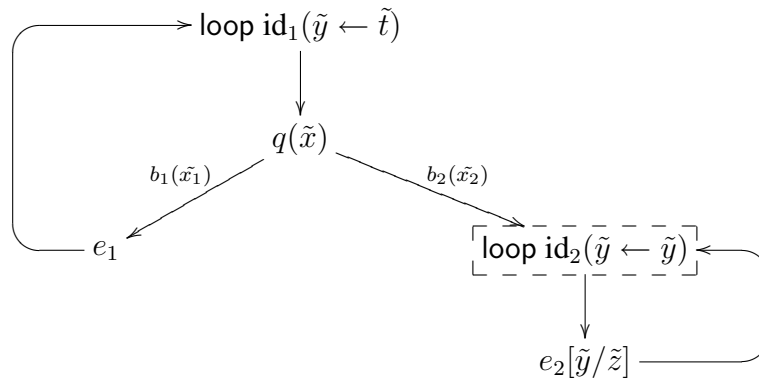 loop id₁(ỹ ← t̃)
q(x̃)
b₁(x̃₁) b₂(x̃₂)
e₁ loop id₂(ỹ ← ỹ)
e₂[ỹ/z̃]